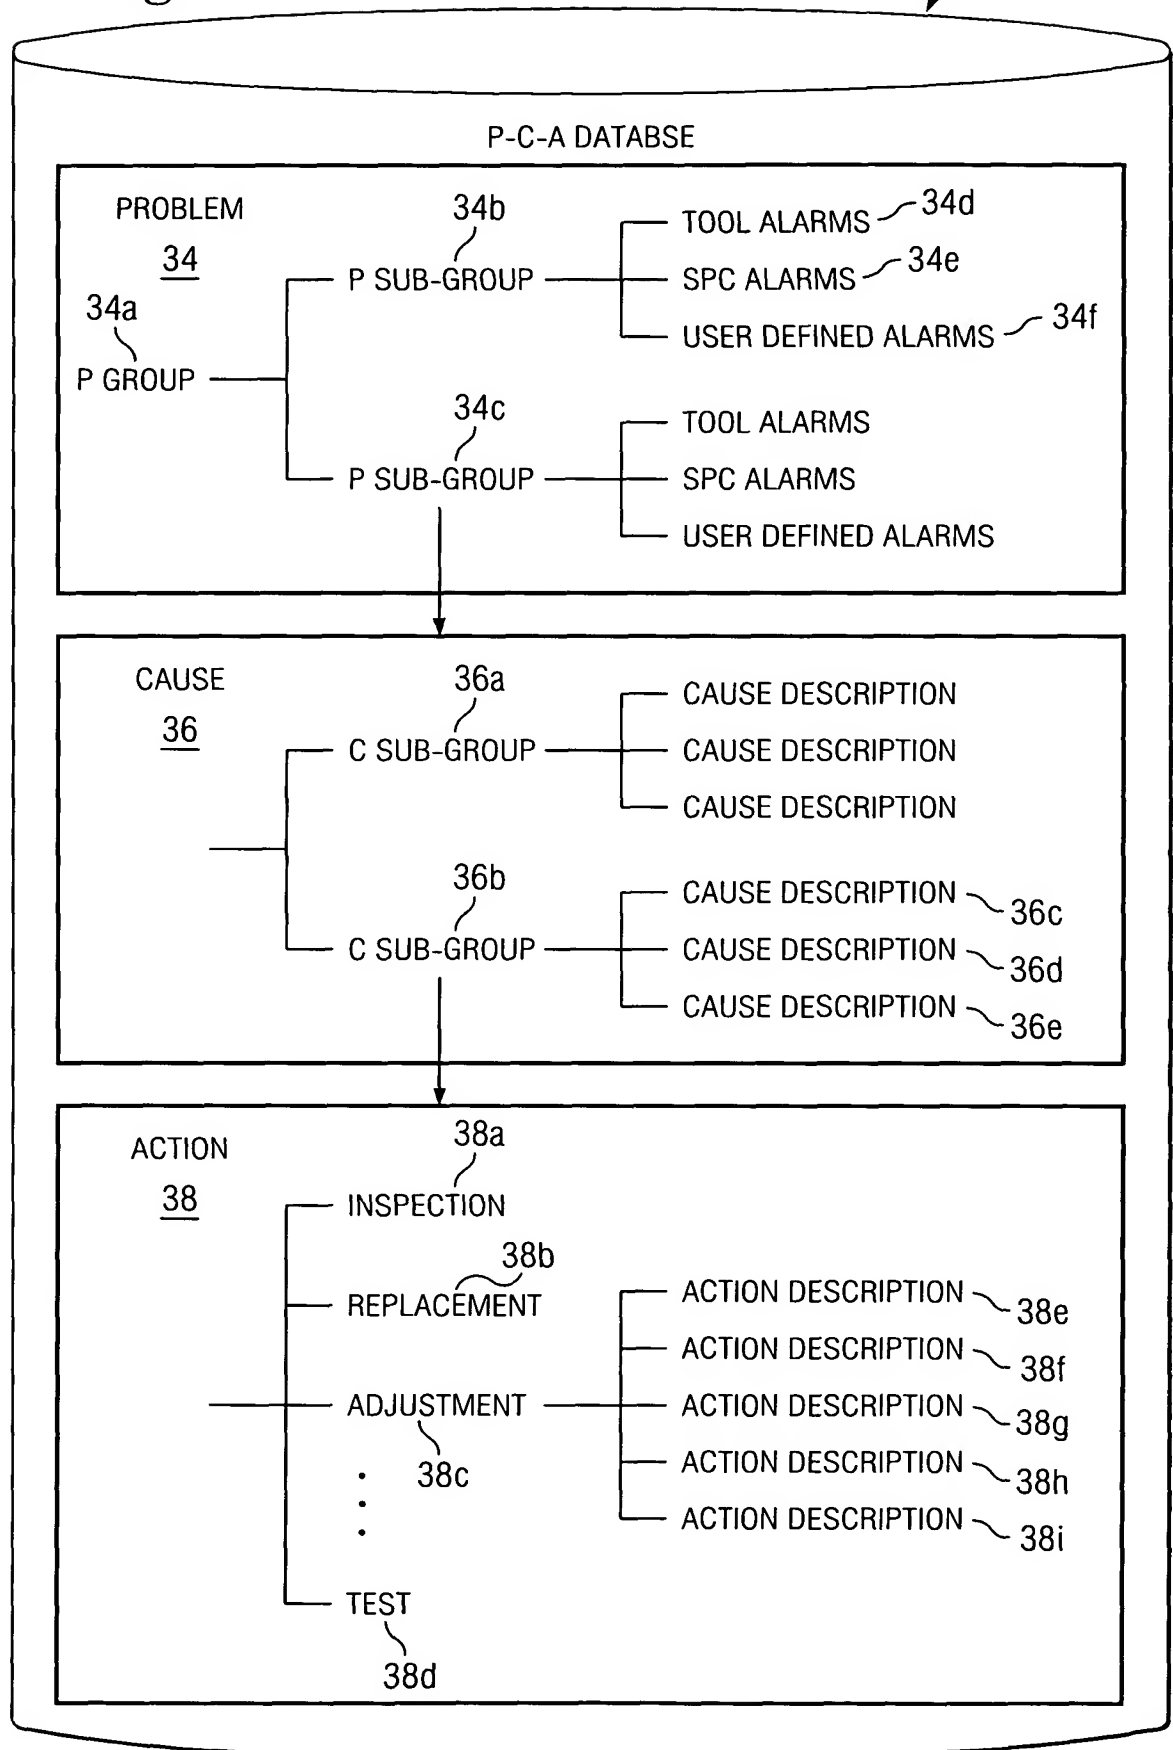 P-C-A DATABSE
PROBLEM
34
34a
P GROUP
34b
P SUB-GROUP
TOOL ALARMS 34d
SPC ALARMS 34e
USER DEFINED ALARMS 34f
34c
P SUB-GROUP
TOOL ALARMS
SPC ALARMS
USER DEFINED ALARMS
CAUSE
36
36a
C SUB-GROUP
CAUSE DESCRIPTION
CAUSE DESCRIPTION
CAUSE DESCRIPTION
36b
C SUB-GROUP
CAUSE DESCRIPTION 36c
CAUSE DESCRIPTION 36d
CAUSE DESCRIPTION 36e
ACTION
38
38a
INSPECTION
38b
REPLACEMENT
ADJUSTMENT
38c
ACTION DESCRIPTION 38e
ACTION DESCRIPTION 38f
ACTION DESCRIPTION 38g
ACTION DESCRIPTION 38h
ACTION DESCRIPTION 38i
TEST
38d